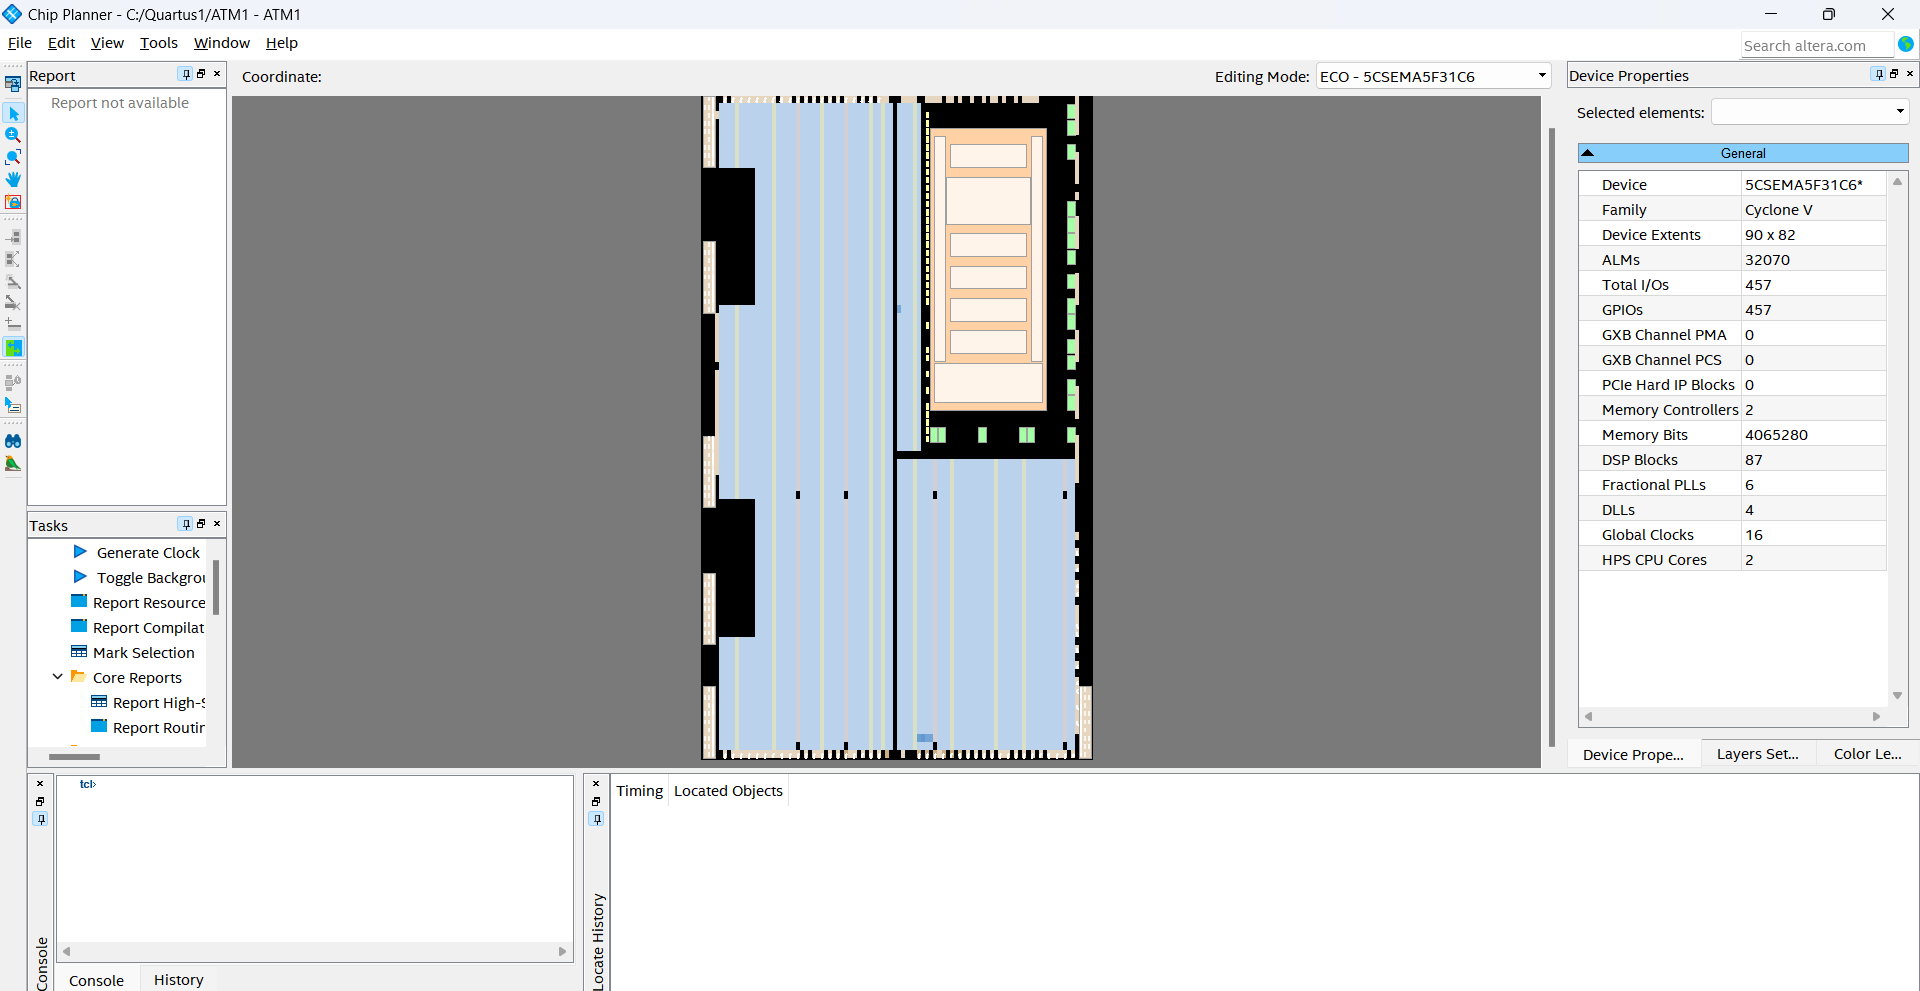 Chip Planner - C:/Quartus1/ATM1 - ATM1
File Edit View Tools Window Help
Search altera.com
Report
Report not available
Coordinate:
Editing Mode: ECO - 5CSEMA5F31C6
Device Properties
Selected elements:
General
Device 5CSEMA5F31C6*
Family Cyclone V
Device Extents 90 x 82
ALMs 32070
Total I/Os 457
GPIOs 457
GXB Channel PMA 0
GXB Channel PCS 0
PCIe Hard IP Blocks 0
Memory Controllers 2
Memory Bits 4065280
DSP Blocks 87
Fractional PLLs 6
DLLs 4
Global Clocks 16
HPS CPU Cores 2
Device Prope... Layers Set... Color Le...
Tasks
Generate Clock
Toggle Backgrou
Report Resource
Report Compilat
Mark Selection
Core Reports
Report High-S
Report Routin
tcl>
Console
Console History
Locate History
Timing Located Objects